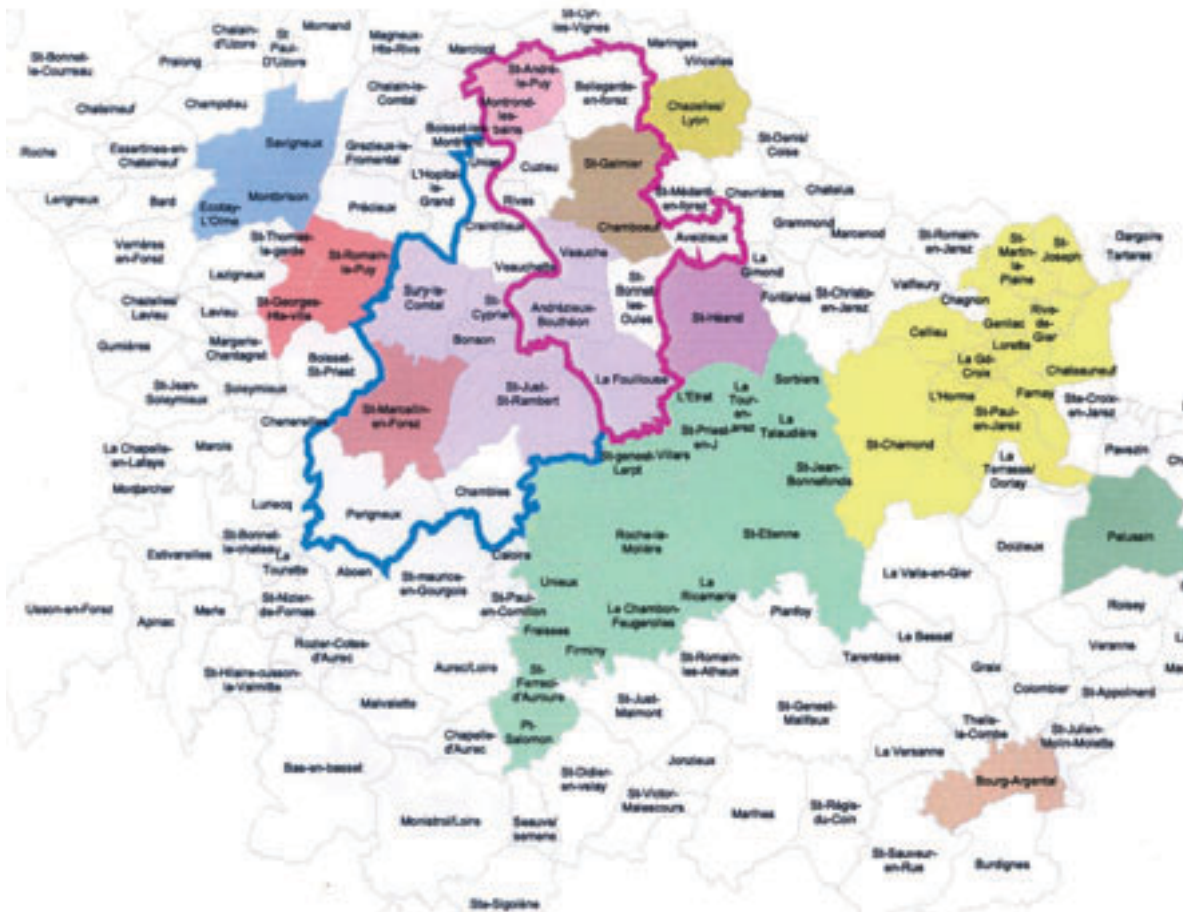 St-Cyr-
les-Vignes
Mornand
Chalain-
d'Uzore
St
Paul-
D'Uzore
Magneux-
Hte-Rive
Marclopt
Maringes
Viricelles
St-Bonnet-
le-Courreau
Pralong
St-André-
le-Puy
Bellegarde-
en-forez
Chalain-le-
Comtal
Chazelles/
Lyon
Chatelneuf
Champdieu
Montrond-
les-
bains
Boisset-les-
Montrond
Savigneux
Roche
Essertines-en-
Chatelneuf
Grezieux-le-
Fromental
Unias
Cuzieu
St-Galmier
St-Denis/
Coise
L'Hopital-
le-Grand
Lerigneux
Bard
Ecotay-
L'Olme
Montbrison
Précieux
Rivas
St-Médard-
en-forez
Chevrières
Chatelus
Craintilleux
Chamboeuf
Aveizieux
Grammond
Marcenod
Verrières
en-Forez
St-Thomas-
la-garde
St-Romain-
le-Puy
Veauche
Veauchette
St-Romain-
en-Jarez
St-
Martin-
la-Plaine
St-
Joseph
Dargoire
Tartaras
Lezigneux
La
Gimond
Fontanes
St-Christo-
en-Jarez
Valfleury
Chagnon
Chazelles/
Lavieu
Lavieu
St-Georges-
Hte-ville
Sury-le-
Comtal
St-
Cyprien
Andrézieux-
Bouthéon
St-
Bonnet-
les-
Oules
St-Héand
Gumières
Margerie-
Chantagret
Bonson
Cellieu
Genilac
Rive-
de-
Gier
Lorette
Boisset-
St-Priest
La Gd-
Croix
Chateauneuf
St-Jean-
Soleymieux
Soleymieux
St-Marcellin-
en-Forez
St-Just-
St-Rambert
La Fouillouse
L'Etrat
La
Tour-
en-
Jarez
Sorbiers
L'Horme
Farnay
Ste-Croix-
en-Jarez
Chenereilles
St-Paul-
en-Jarez
La Chapelle-
en-Lafaye
Marols
St-Priest-
en-J
La
Talaudière
St-Chamond
Pavezin
St-genest-
Lerpt
Villars
St-Jean-
Bonnefonds
La
Terrasse/
Dorlay
Montarcher
Luriecq
Chambles
Périgneux
St-Bonnet-
le-chateau
Roche-la-
Molière
St-Etienne
Doizieux
Pelussin
Estivareilles
La
Tourette
Aboen
Caloire
St-maurice-
en-Gourgois
Unieux
La
Ricamarie
La Valla-en-Gier
Usson-en-Forez
Apinac
Merle
St-Nizier-
de-Fornas
St-Paul-
en-Cornillon
Le Chambon-
Feugerolles
Planfoy
Roisey
Fraisses
Le Bessat
Veranne
Rozier-Cotes-
d'Aurec
Firminy
Tarentaise
Graix
St-Hilaire-cusson-
la-Valmitte
Aurec/Loire
St-
Ferreol-
d'Auroure
St-Romain-
les-Atheux
Colombier
St-Appolinard
Malvalette
St-Just-
Malmont
St-Genest-
Malifaux
Pt-
Salomon
Thelis-
la-Combe
St-Julien-
Molin-Molette
Chapelle-
d'Aurec
La Versanne
Bas-en-basset
Jonzieux
St-Didier-
en-velay
Bourg-Argental
St-Victor-
Malescours
Marlhes
St-Régis-
du-Coin
Monistrol/Loire
Seauve/
semene
St-Sauveur-
en-Rue
Burdignes
Ste-Sigolène